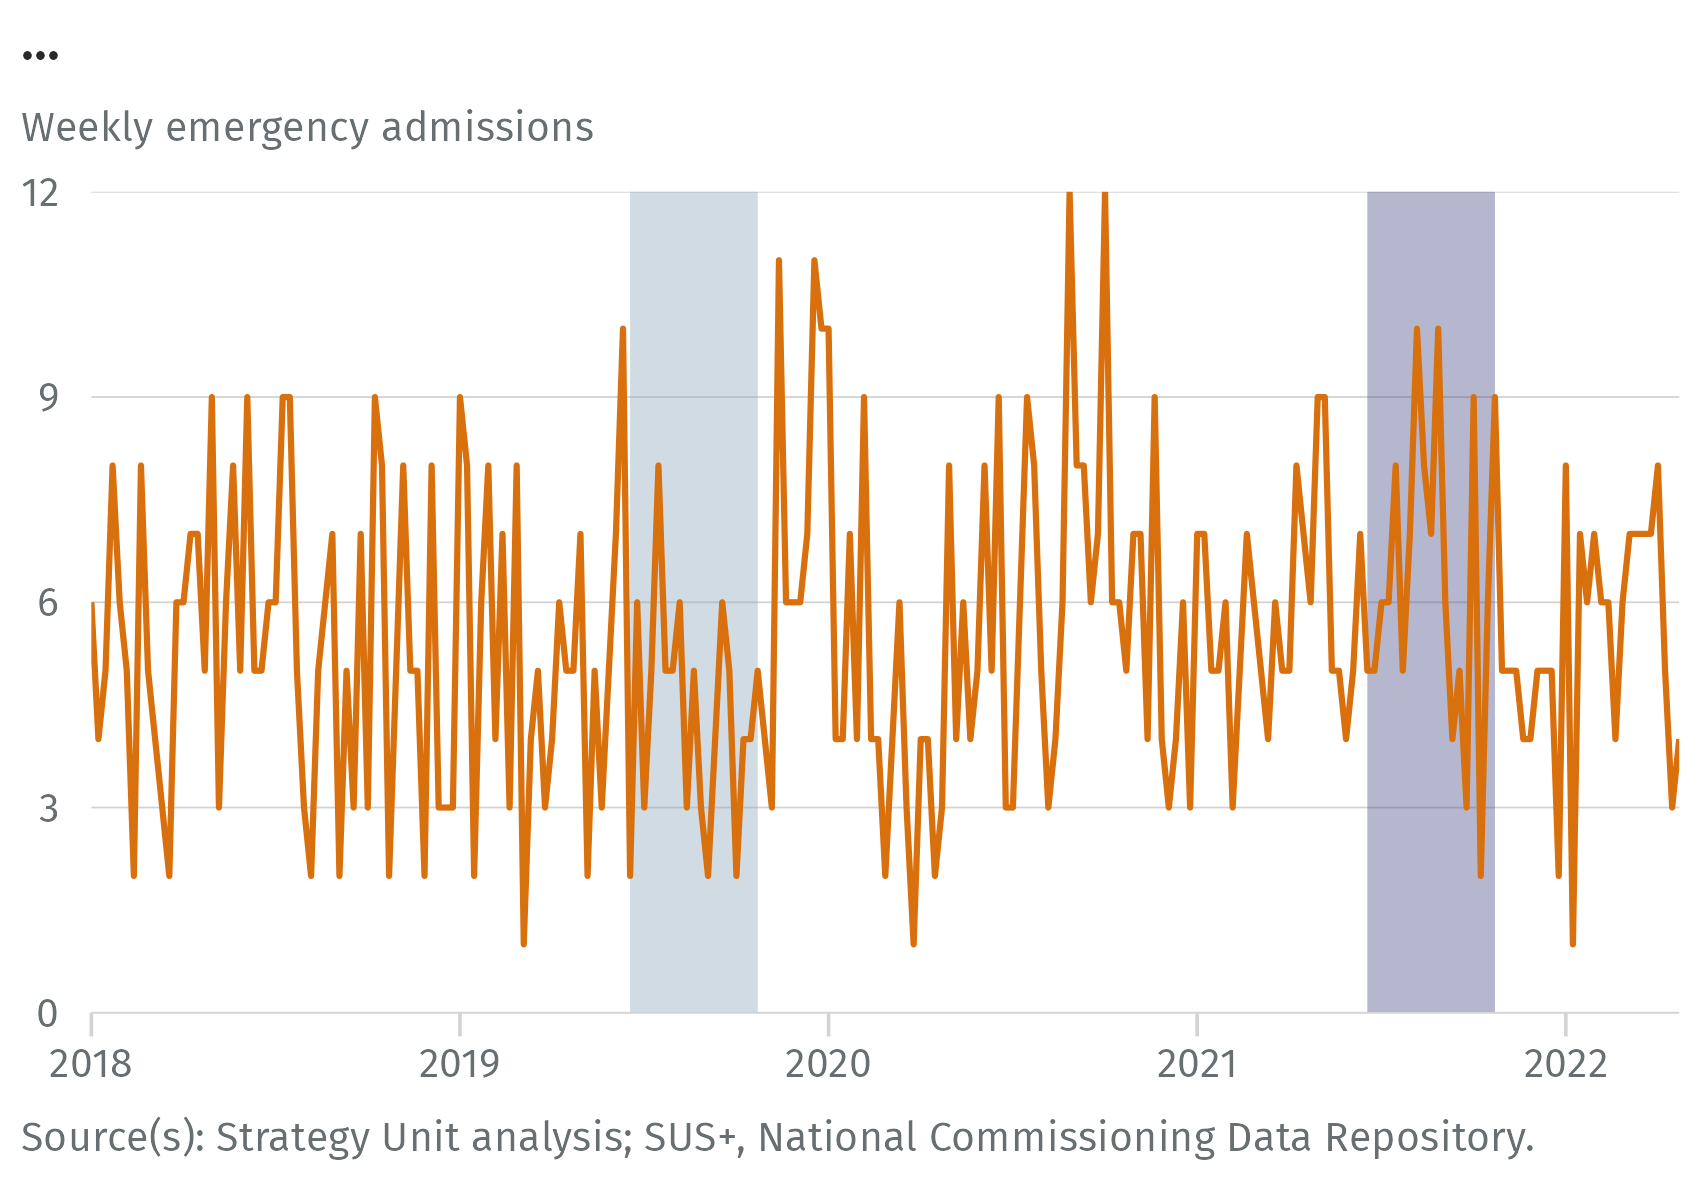 ...
Weekly emergency admissions
12
9
6
3
0
2018 2019 2020 2021 2022
Source(s): Strategy Unit analysis; SUS+, National Commissioning Data Repository.